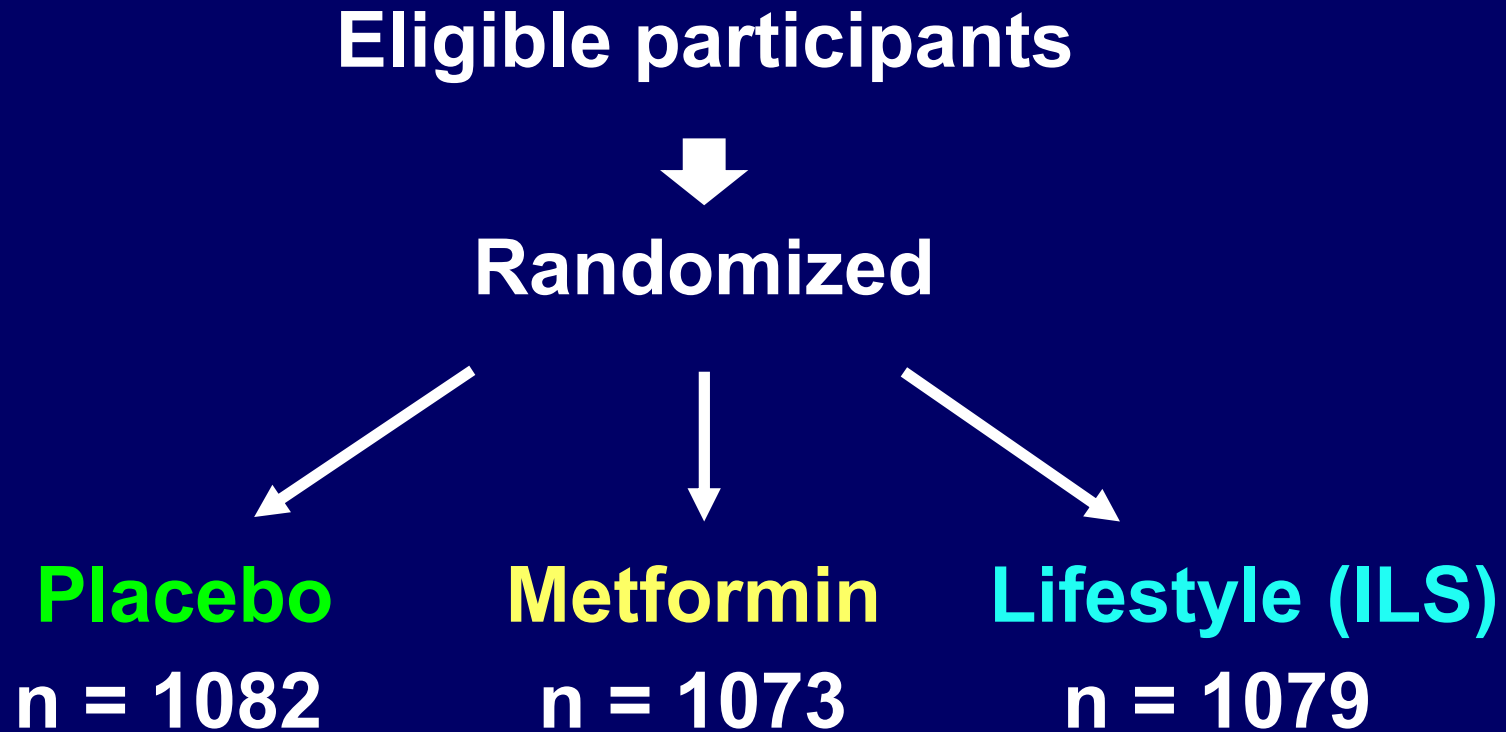 Eligible participants
Randomized
Placebo Metformin Lifestyle (ILS)
n = 1082 n = 1073 n = 1079